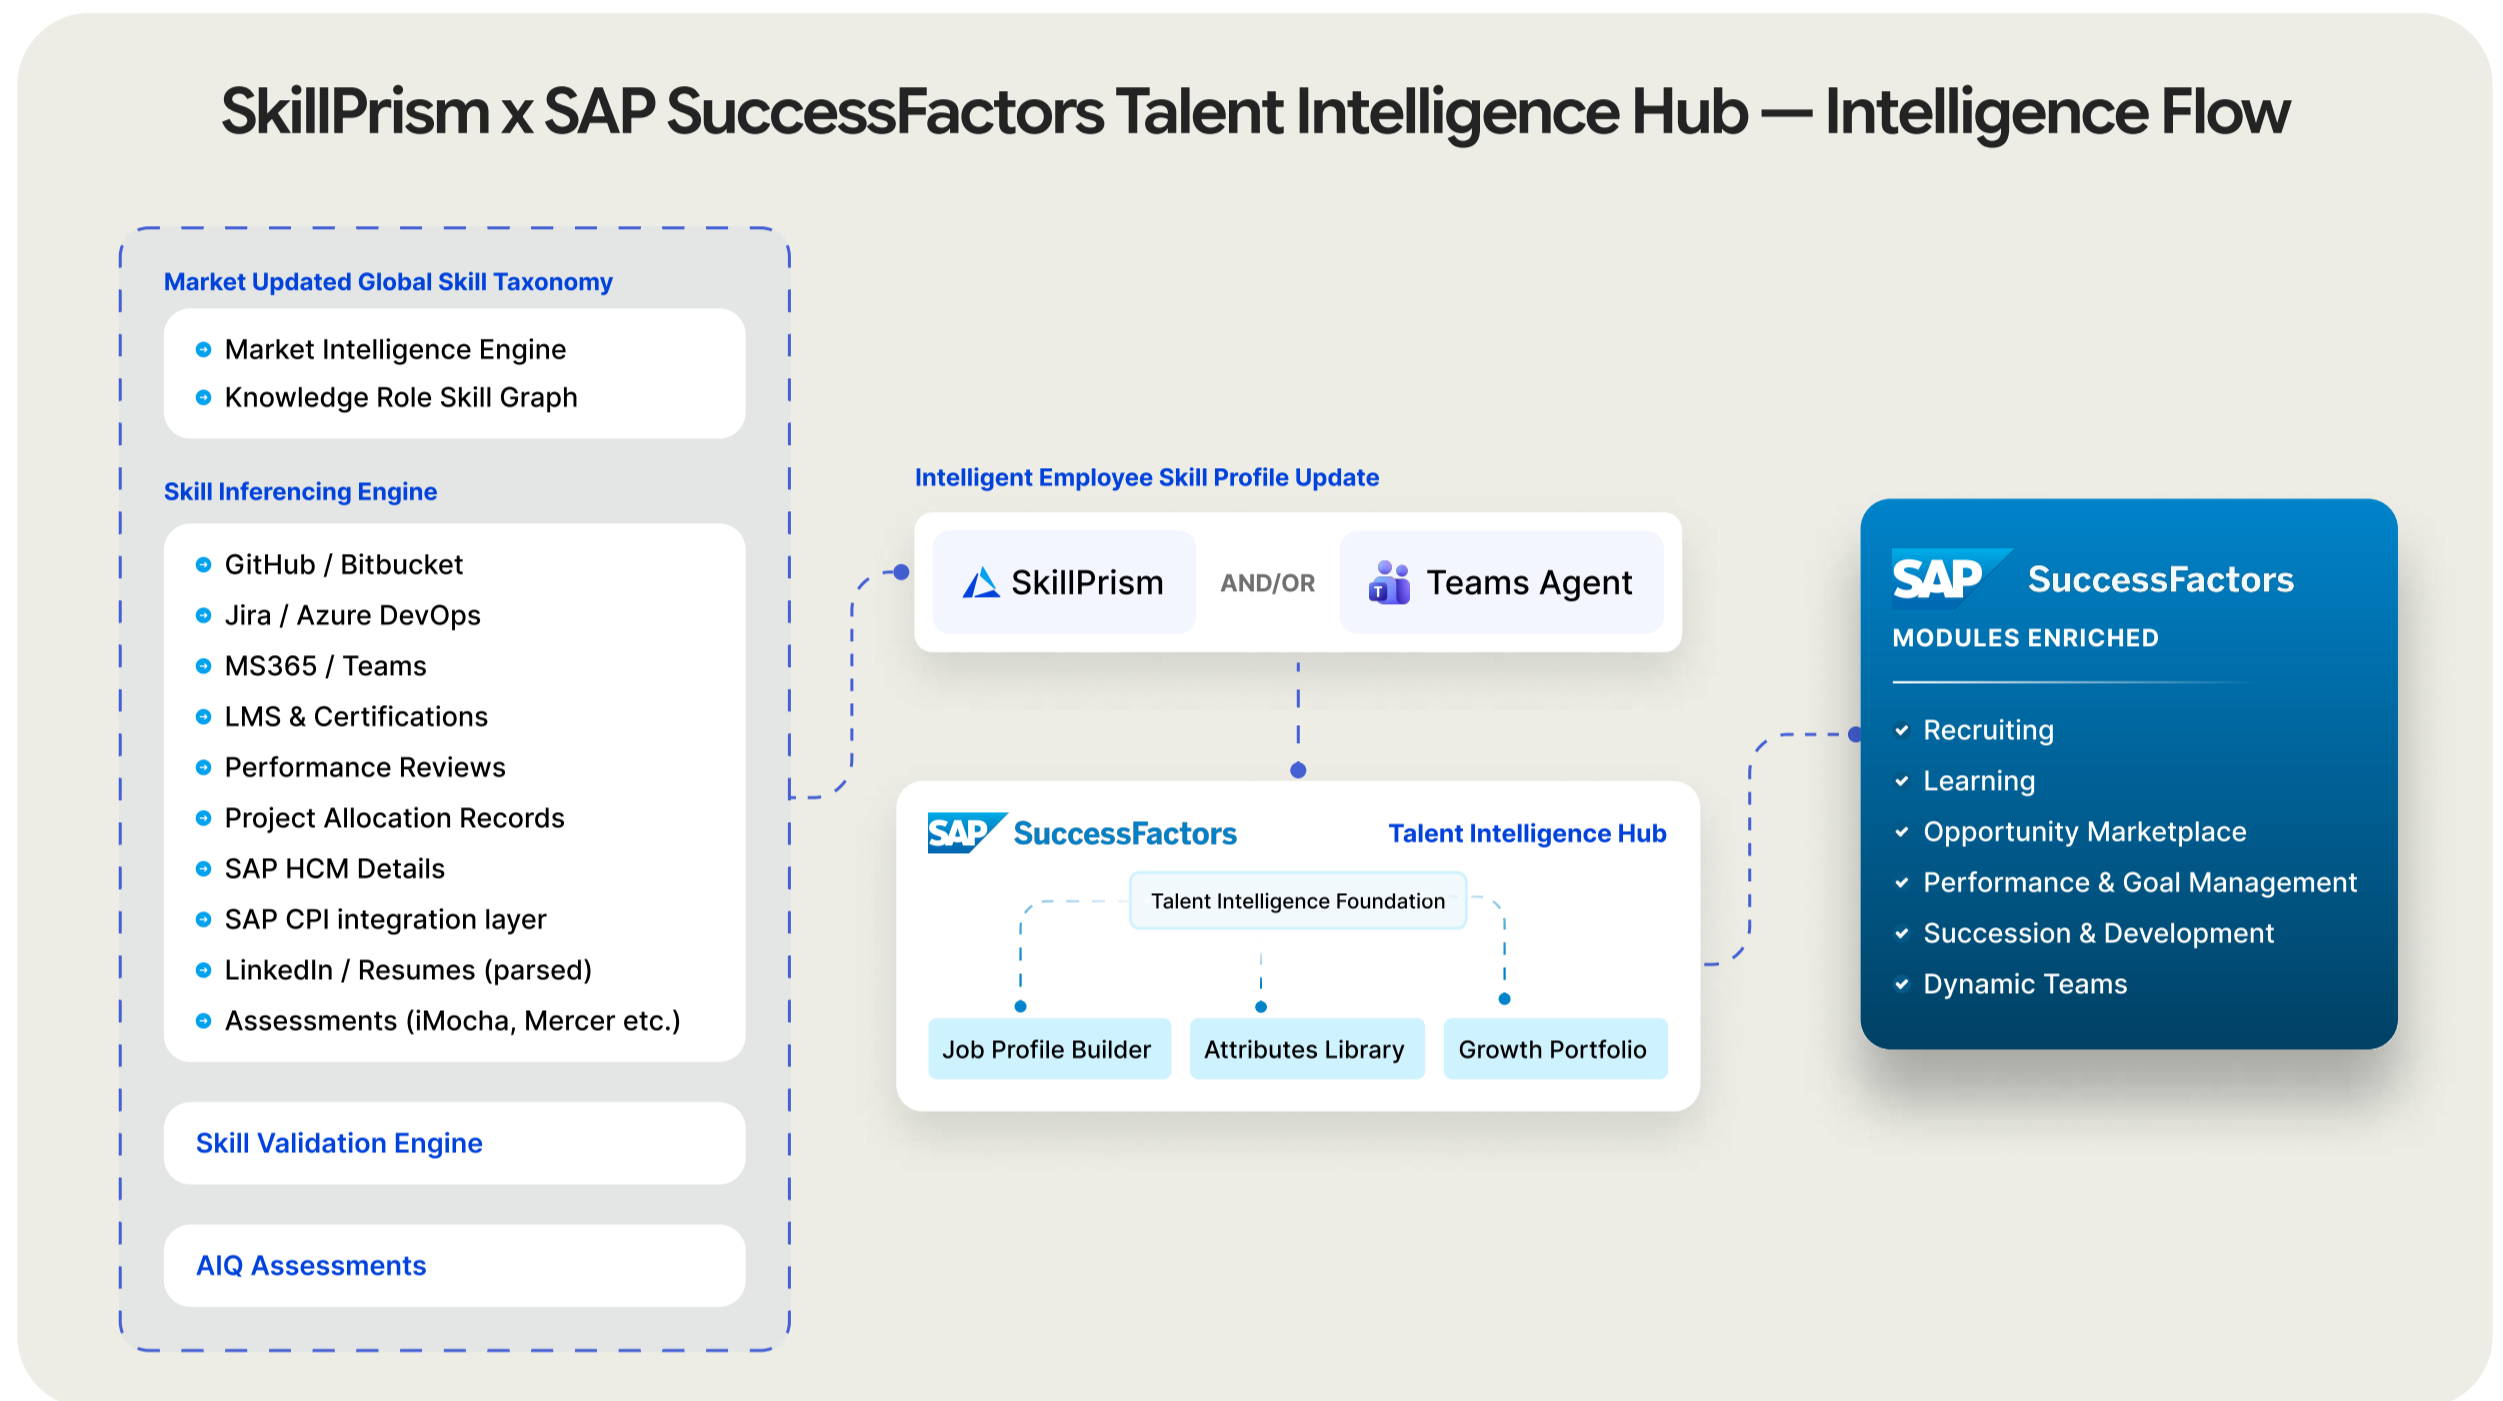 SkillPrism x SAP SuccessFactors Talent Intelligence Hub — Intelligence Flow
Market Updated Global Skill Taxonomy
Market Intelligence Engine
Knowledge Role Skill Graph
Skill Inferencing Engine
GitHub / Bitbucket
Jira / Azure DevOps
MS365 / Teams
LMS & Certifications
Performance Reviews
Project Allocation Records
SAP HCM Details
SAP CPI integration layer
LinkedIn / Resumes (parsed)
Assessments (iMocha, Mercer etc.)
Skill Validation Engine
AIQ Assessments
Intelligent Employee Skill Profile Update
SkillPrism
AND/OR
T
Teams Agent
SAP SuccessFactors
Talent Intelligence Hub
Talent Intelligence Foundation
Job Profile Builder
Attributes Library
Growth Portfolio
SAP SuccessFactors
MODULES ENRICHED
Recruiting
Learning
Opportunity Marketplace
Performance & Goal Management
Succession & Development
Dynamic Teams